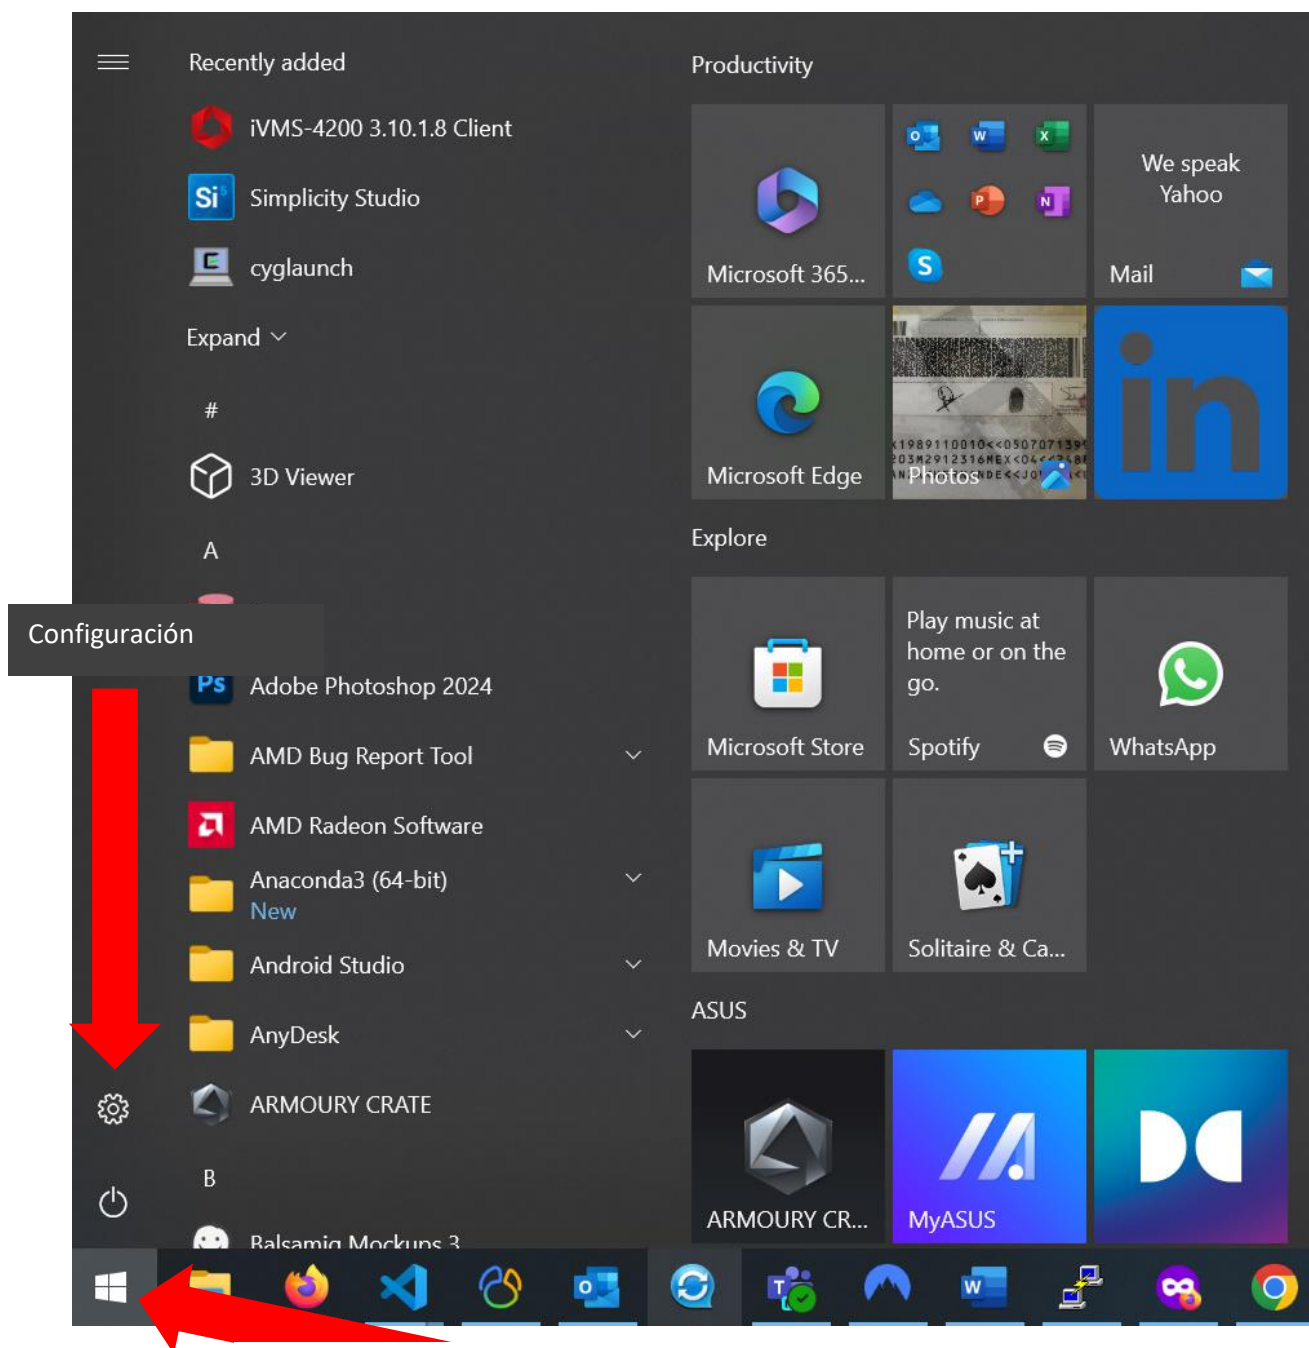 Recently added
iVMS-4200 3.10.1.8 Client
Si5
Simplicity Studio
cyglaunch
Expand
#
3D Viewer
A
Configuración
Ps
Adobe Photoshop 2024
AMD Bug Report Tool
AMD Radeon Software
Anaconda3 (64-bit)
New
Android Studio
AnyDesk
ARMOURY CRATE
B
Balsamiq Mockups 3
Productivity
Microsoft 365...
We speak
Yahoo
Mail
Microsoft Edge
Photos
in
Explore
Microsoft Store
Play music at
home or on the
go.
Spotify
WhatsApp
Movies & TV
Solitaire & Ca...
ASUS
ARMOURY CR...
MyASUS